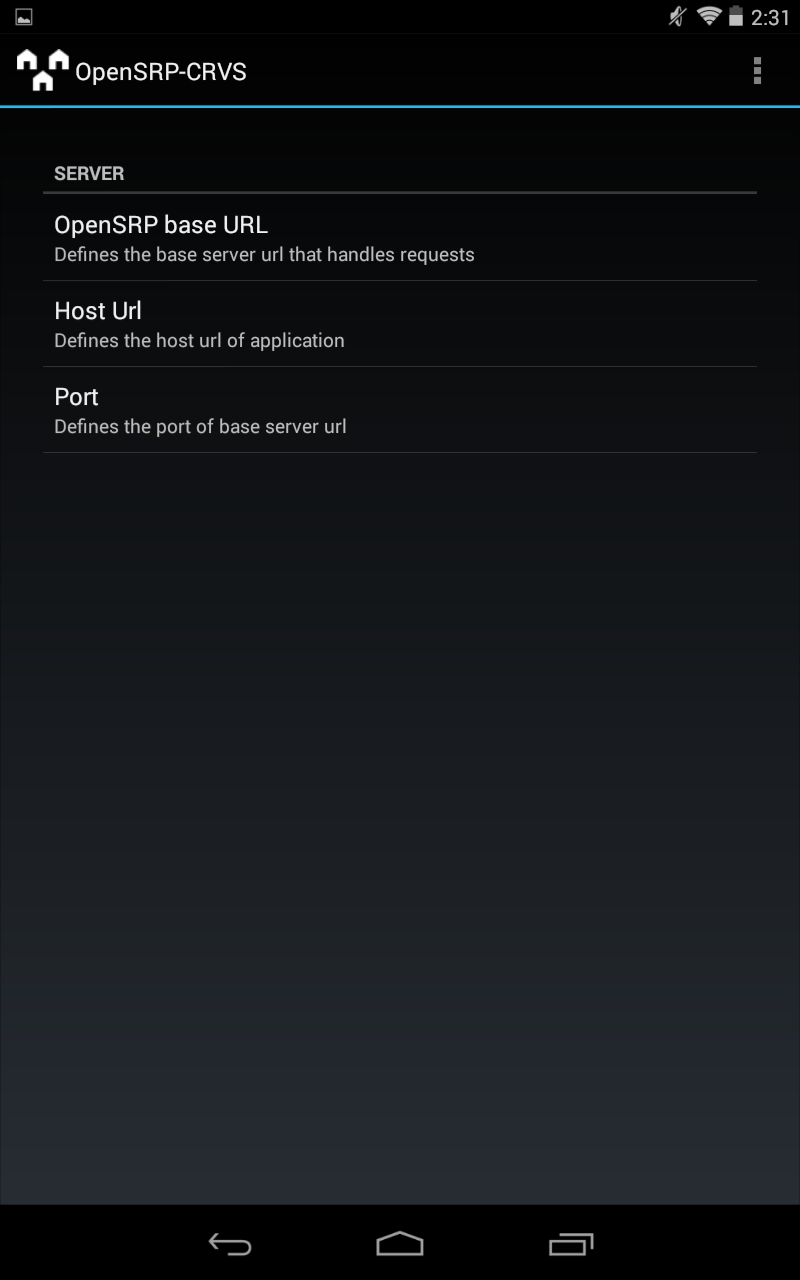 2:31
OpenSRP-CRVS
SERVER
OpenSRP base URL
Defines the base server url that handles requests
Host Url
Defines the host url of application
Port
Defines the port of base server url